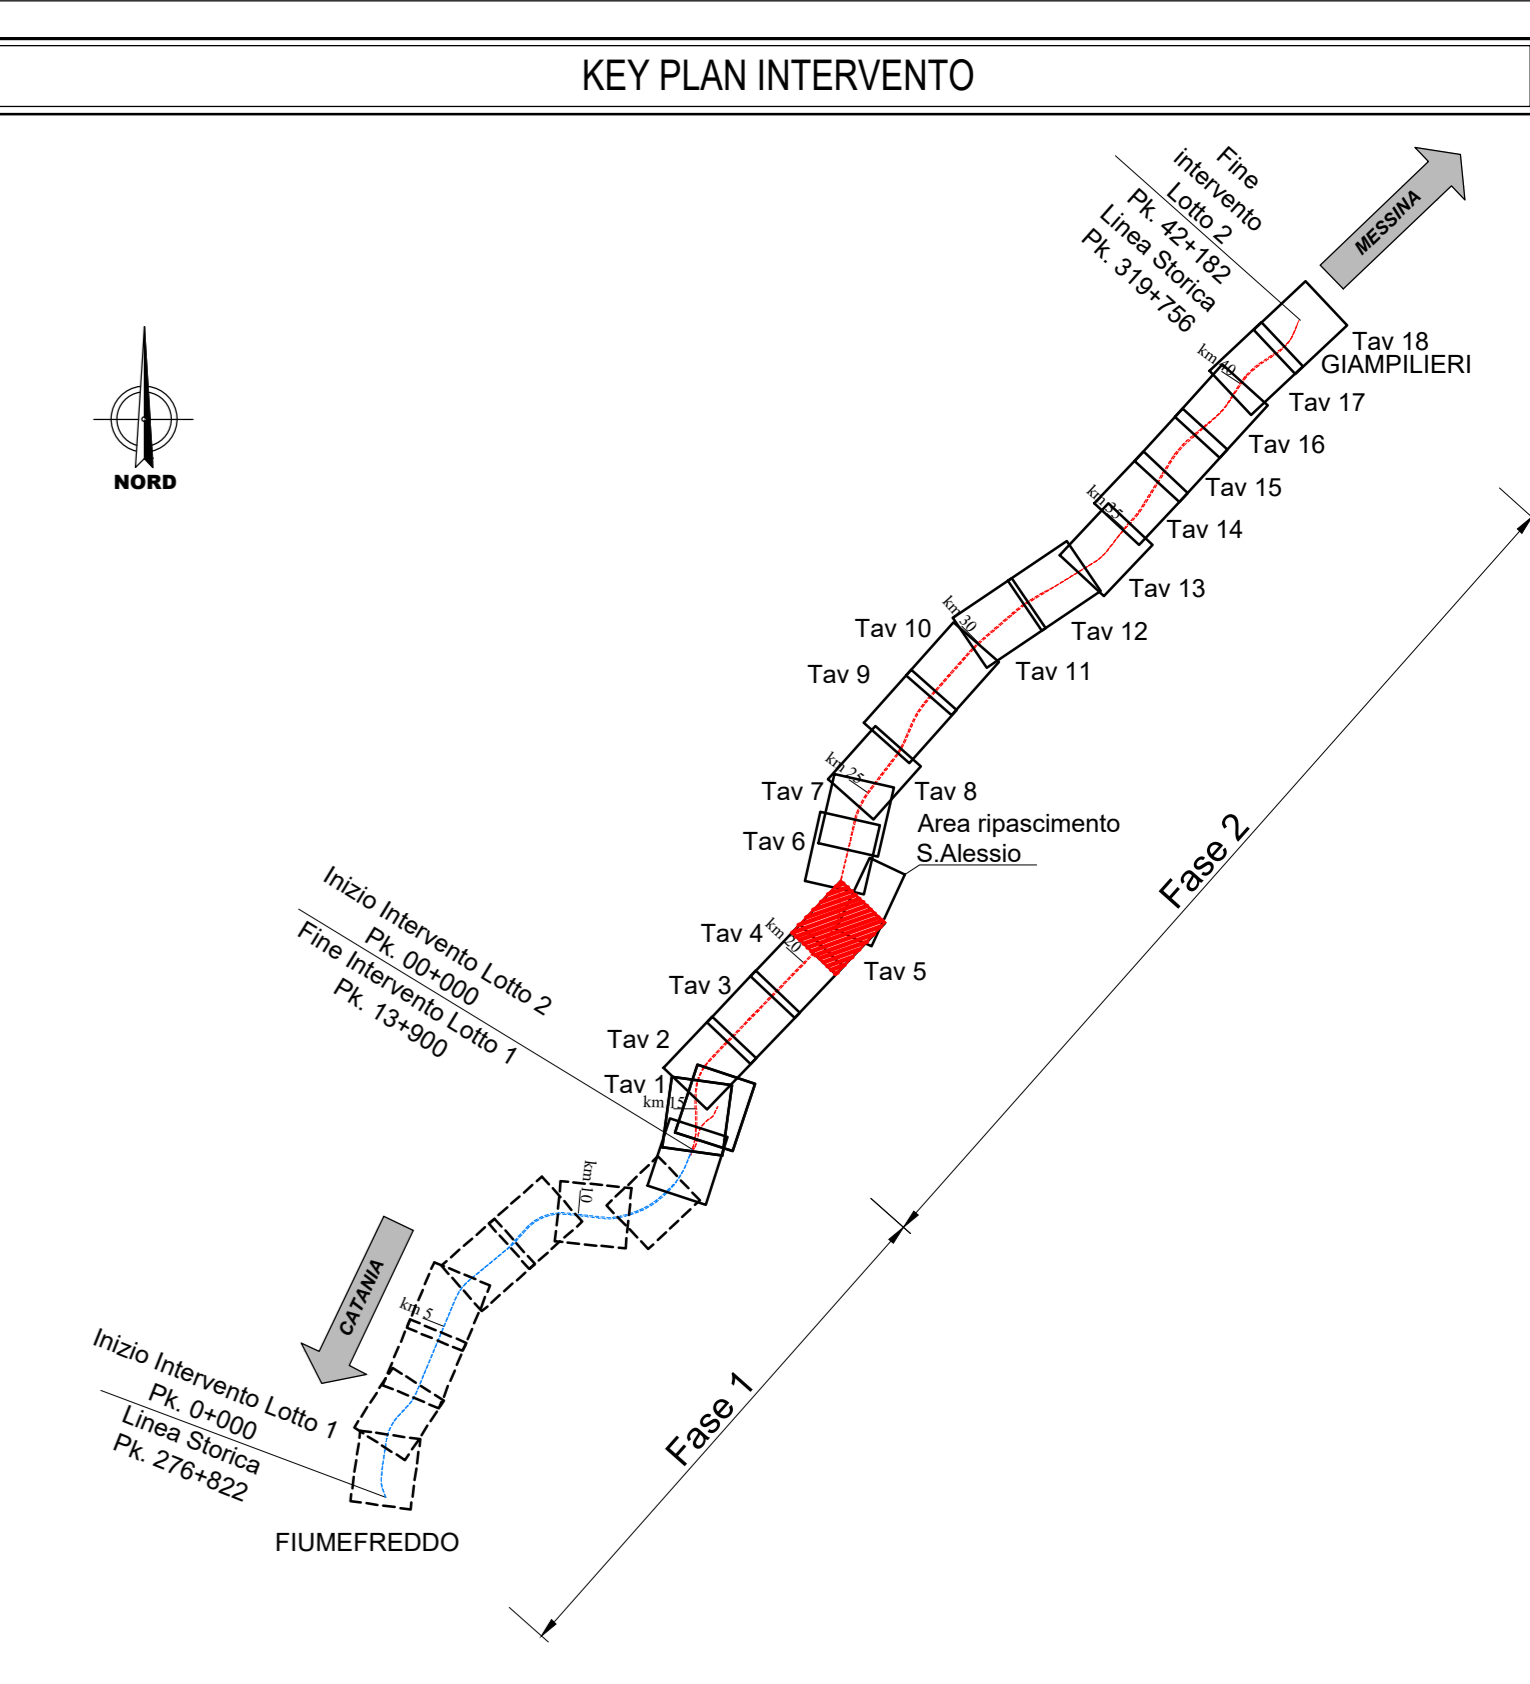 KEY PLAN INTERVENTO
Fine
intervento
Lotto 2
Pk. 42+182
Linea Storica
Pk. 319+756
MESSINA
NORD
Tav 18
GIAMPILIERI
km 40
Tav 17
Tav 16
Tav 15
km 35
Tav 14
Tav 13
Tav 12
km 30
Tav 10
Tav 11
Tav 9
km 25
Tav 7
Tav 8
Area ripascimento
S.Alessio
Tav 6
Fase 2
Inizio Intervento Lotto 2
Pk. 00+000
Fine Intervento Lotto 1
Pk. 13+900
Tav 4
km 20
Tav 5
Tav 3
Tav 2
Tav 1
km 15
km 10
CATANIA
km 5
Inizio Intervento Lotto 1
Pk. 0+000
Linea Storica
Pk. 276+822
Fase 1
FIUMEFREDDO